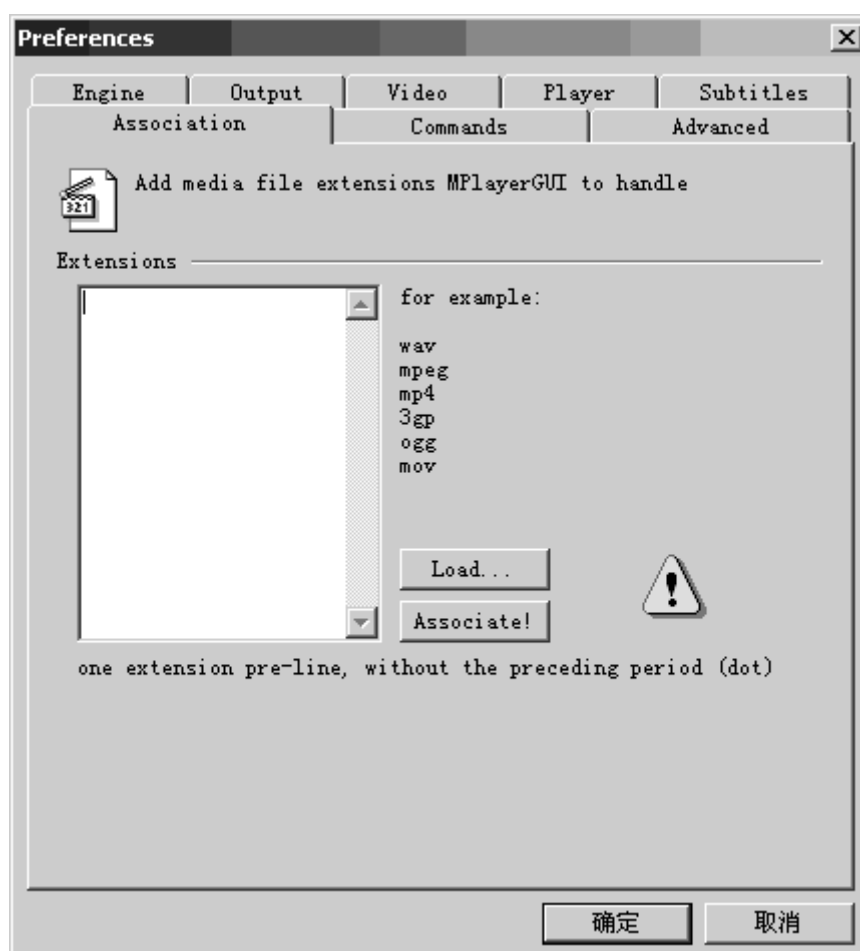 Preferences
Engine Output Video Player Subtitles
Association Commands Advanced
321
Add media file extensions MPlayerGUI to handle
Extensions
for example:
wav
mpeg
mp4
3gp
ogg
mov
Load...
Associate!
one extension pre-line, without the preceding period (dot)
确定 取消